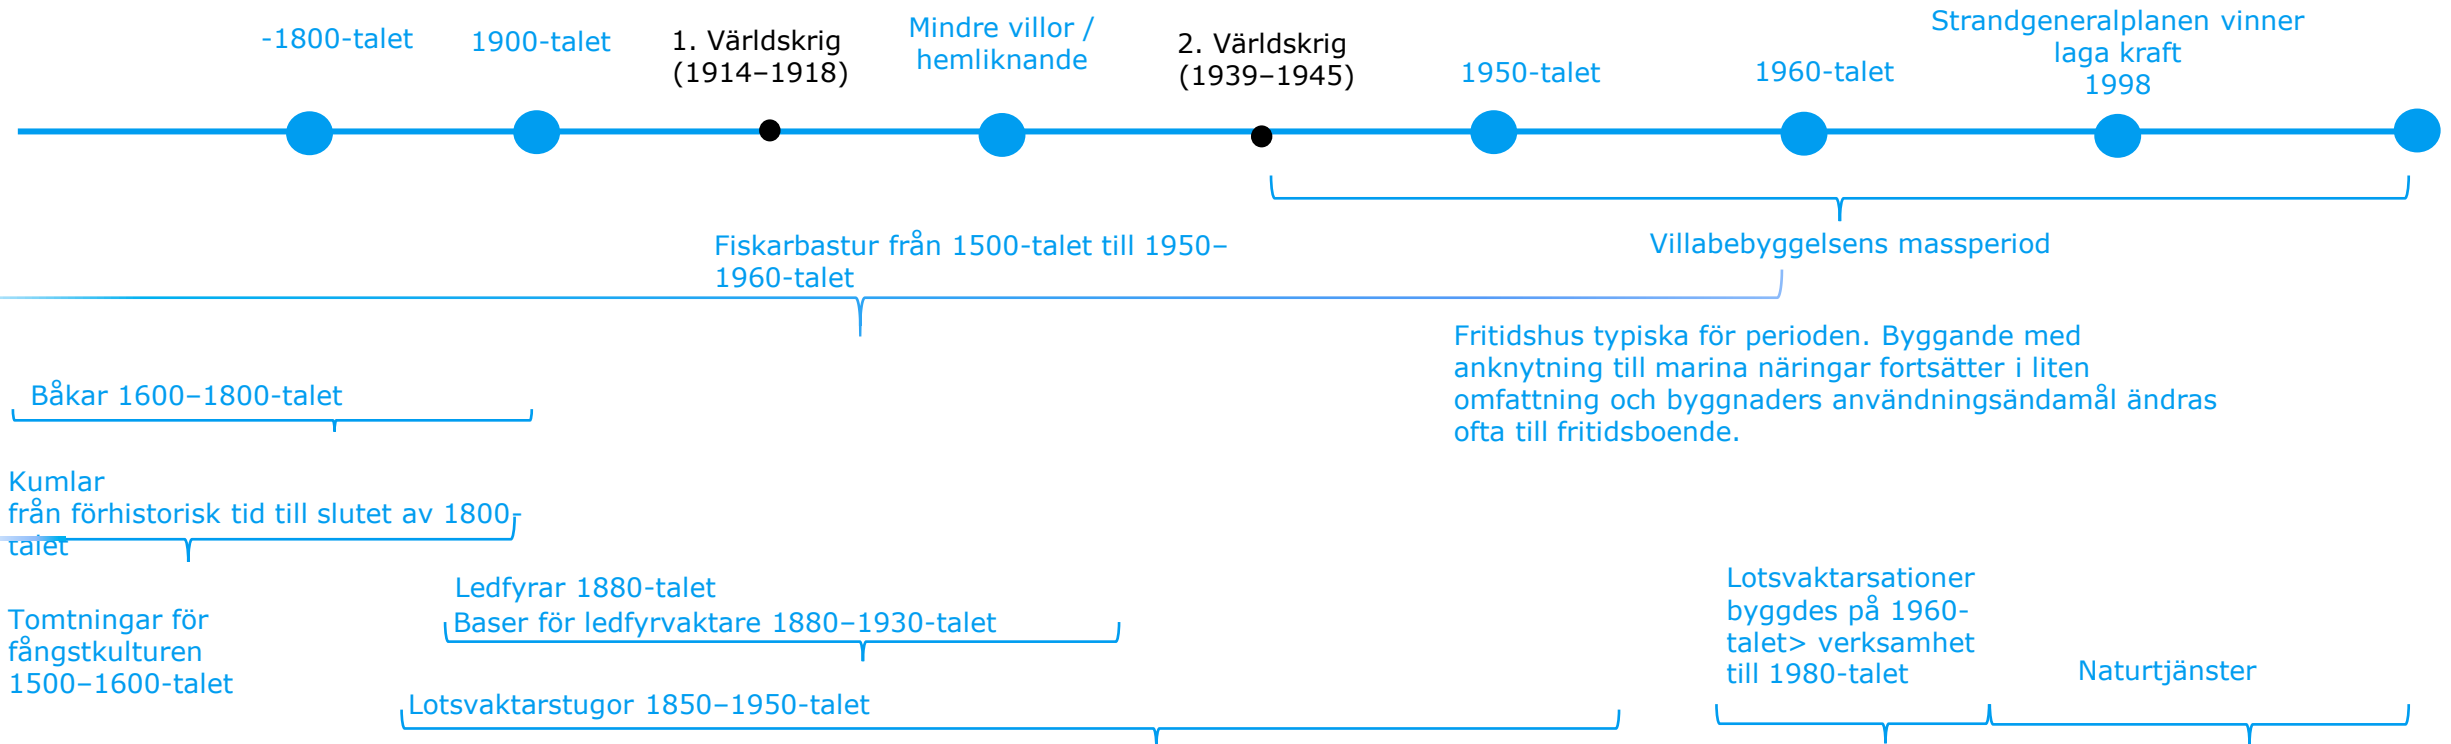 -1800-talet
1900-talet
1. Världskrig
(1914–1918)
Mindre villor /
hemliknande
2. Världskrig
(1939–1945)
1950-talet
1960-talet
Strandgeneralplanen vinner
laga kraft
1998
Fiskarbastur från 1500-talet till 1950–
1960-talet
Villabebyggelsens massperiod
Fritidshus typiska för perioden. Byggande med
anknytning till marina näringar fortsätter i liten
omfattning och byggnaders användningsändamål ändras
ofta till fritidsboende.
Båkar 1600–1800-talet
Kumlar
från förhistorisk tid till slutet av 1800-
talet
Tomtningar för
fångstkulturen
1500–1600-talet
Ledfyrar 1880-talet
Baser för ledfyrvaktare 1880–1930-talet
Lotsvaktarstugor 1850–1950-talet
Lotsvaktarsationer
byggdes på 1960-
talet> verksamhet
till 1980-talet
Naturtjänster